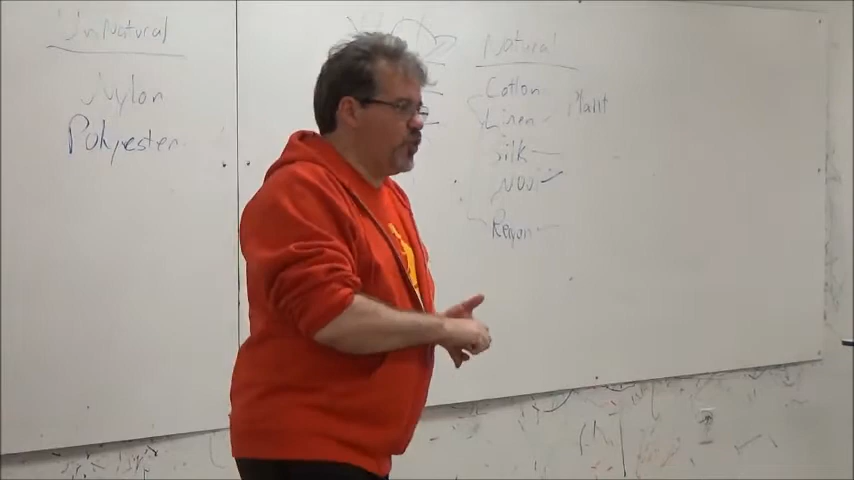 UnNatural
Nylon
Polyester
Natural
Cotton
Linen
Plant
Silk
Wool
Rayon